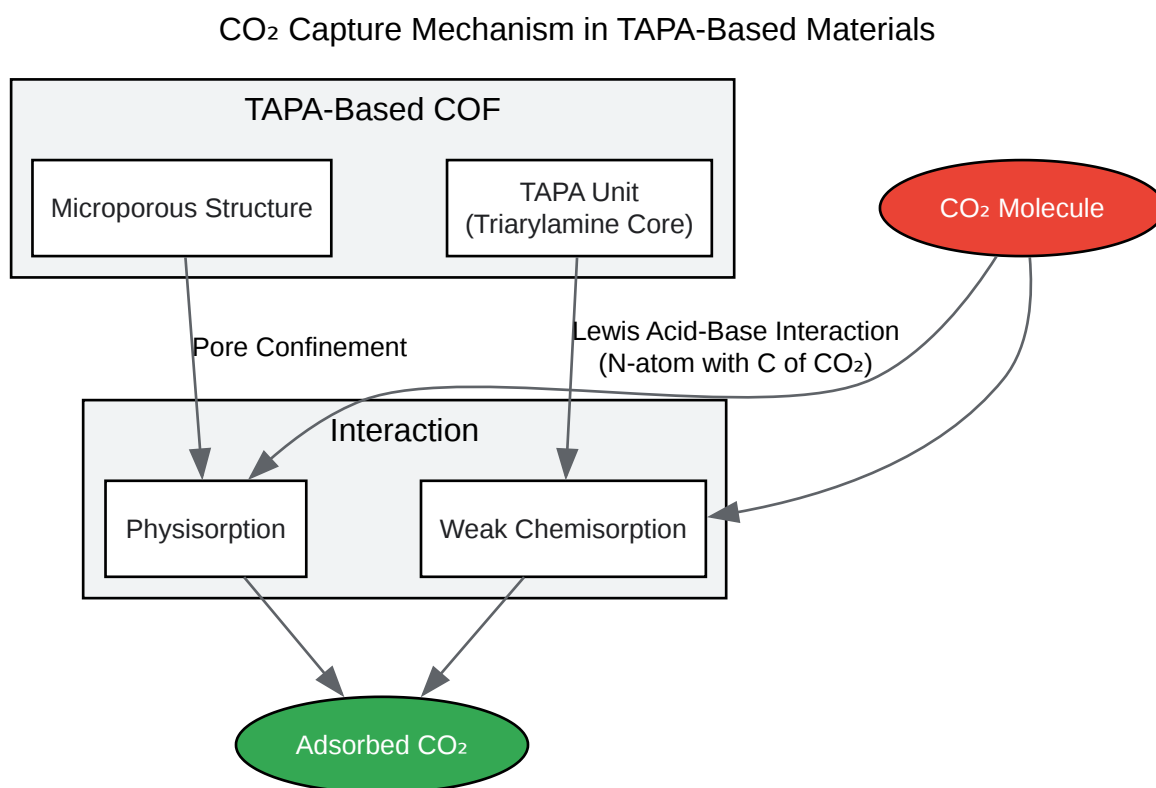 CO₂ Capture Mechanism in TAPA-Based Materials
TAPA-Based COF
Microporous Structure
TAPA Unit
(Triarylamine Core)
CO₂ Molecule
Pore Confinement
Lewis Acid-Base Interaction
(N-atom with C of CO₂)
Interaction
Physisorption
Weak Chemisorption
Adsorbed CO₂